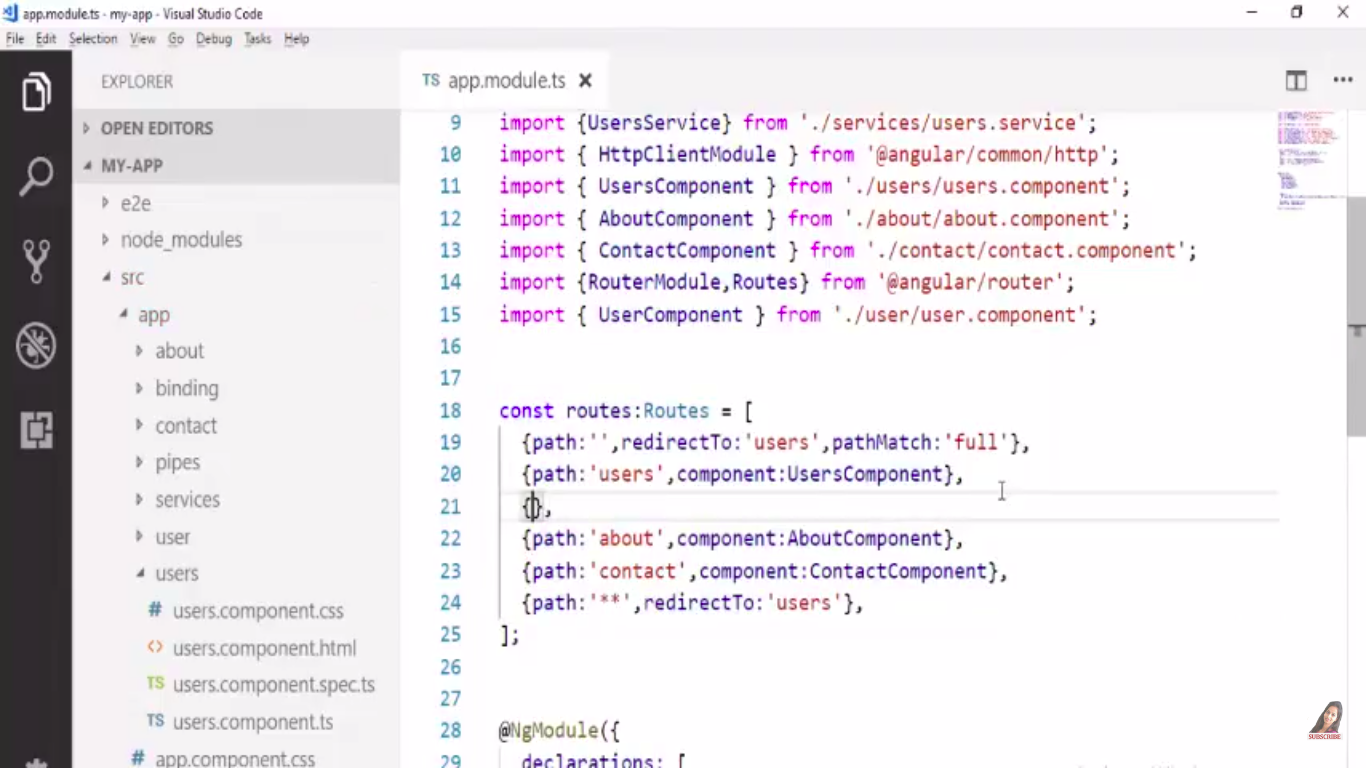 app.module.ts - my-app - Visual Studio Code
File Edit Selection View Go Debug Tasks Help
EXPLORER
OPEN EDITORS
MY-APP
e2e
node_modules
src
app
about
binding
contact
pipes
services
user
users
# users.component.css
<> users.component.html
TS users.component.spec.ts
TS users.component.ts
# app.component.css
TS app.module.ts
9 import {UsersService} from './services/users.service';
10 import { HttpClientModule } from '@angular/common/http';
11 import { UsersComponent } from './users/users.component';
12 import { AboutComponent } from './about/about.component';
13 import { ContactComponent } from './contact/contact.component';
14 import {RouterModule,Routes} from '@angular/router';
15 import { UserComponent } from './user/user.component';
16
17
18 const routes:Routes = [
19 {path:'',redirectTo:'users',pathMatch:'full'},
20 {path:'users',component:UsersComponent},
21 {},
22 {path:'about',component:AboutComponent},
23 {path:'contact',component:ContactComponent},
24 {path:'**',redirectTo:'users'},
25 ];
26
27
28 @NgModule({
29 declarations: [
SUBSCRIBE